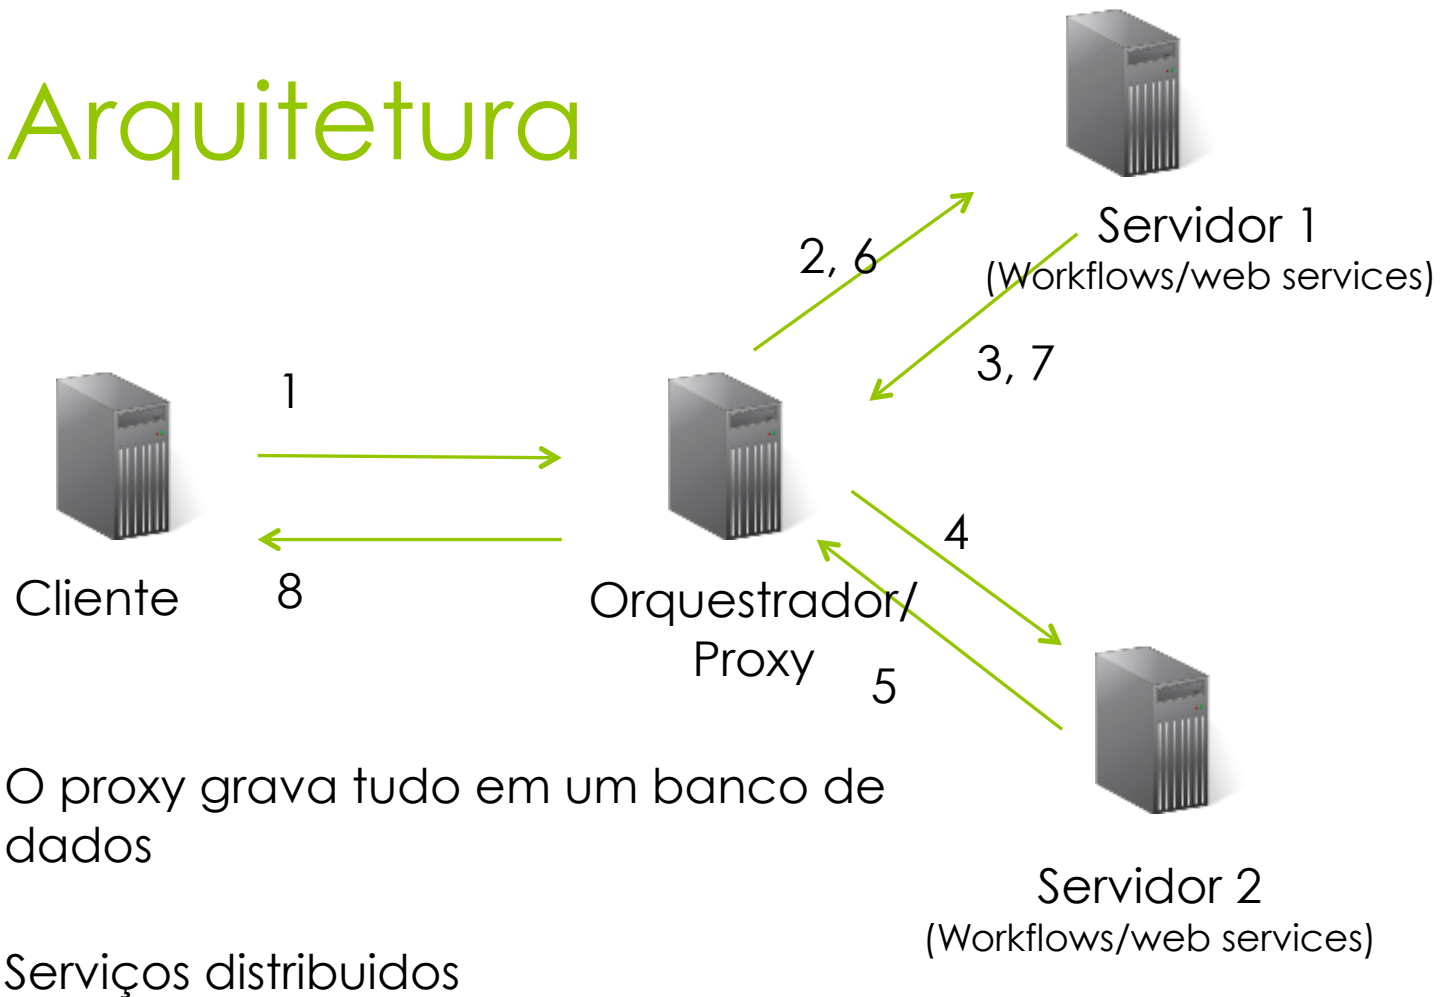 Arquitetura
Servidor 1
(Workflows/web services)
2, 6
3, 7
1
8
Cliente
Orquestrador/
Proxy
4
5
O proxy grava tudo em um banco de
dados
Servidor 2
(Workflows/web services)
Serviços distribuidos